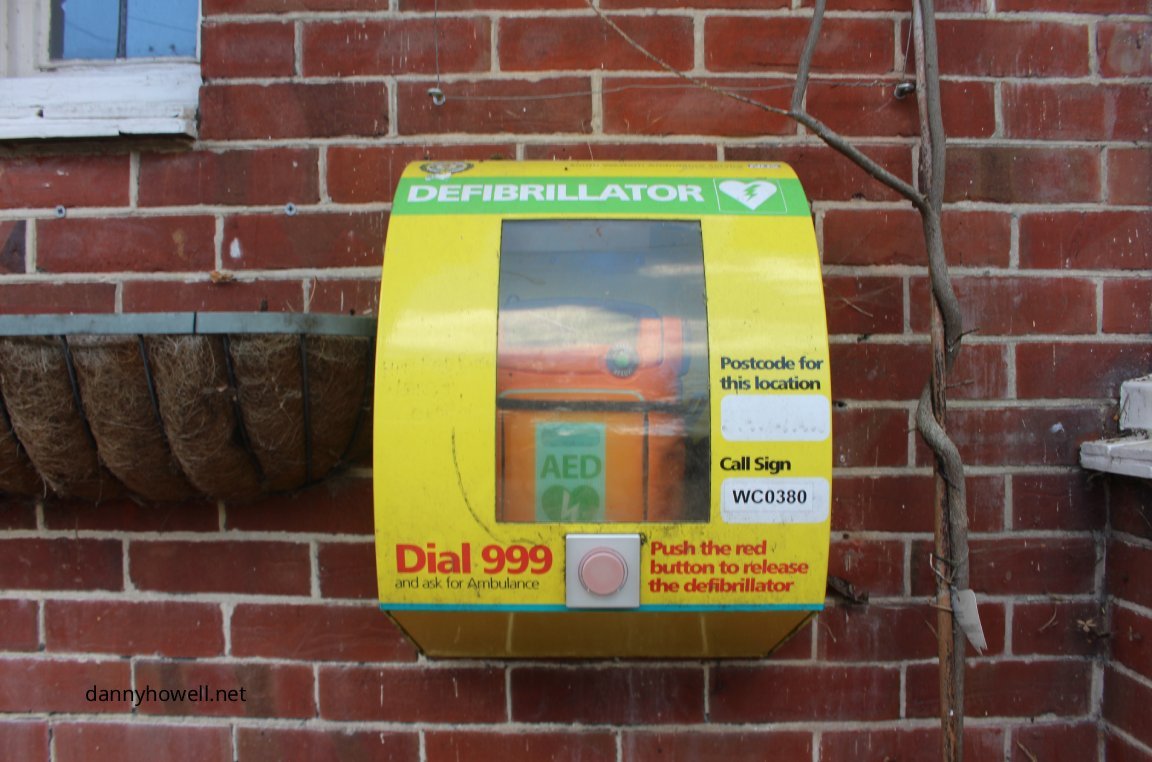 DEFIBRILLATOR
AED
Postcode for
this location
Call Sign
WC0380
Dial 999
and ask for Ambulance
Push the red
button to release
the defibrillator
dannyhowell.net